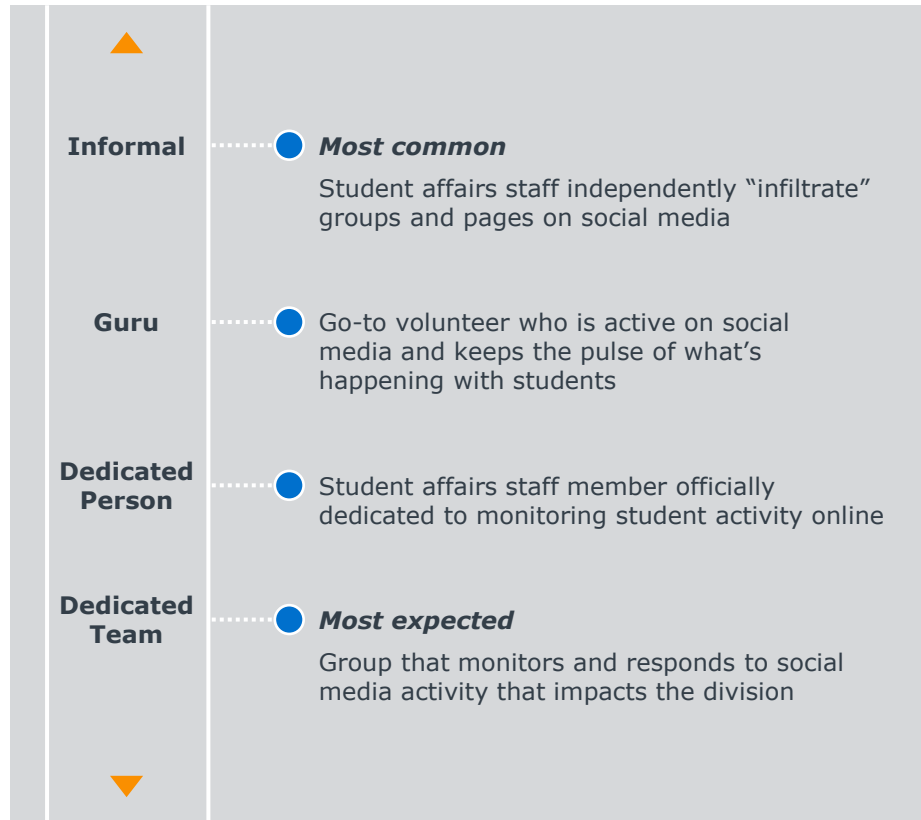 Informal
Most common
Student affairs staff independently “infiltrate”
groups and pages on social media
Guru
Go-to volunteer who is active on social
media and keeps the pulse of what’s
happening with students
Dedicated
Person
Student affairs staff member officially
dedicated to monitoring student activity online
Dedicated
Team
Most expected
Group that monitors and responds to social
media activity that impacts the division